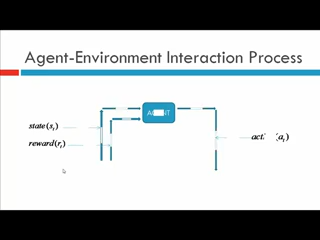 Agent-Environment Interaction Process
state(sₜ)
reward(rₜ)